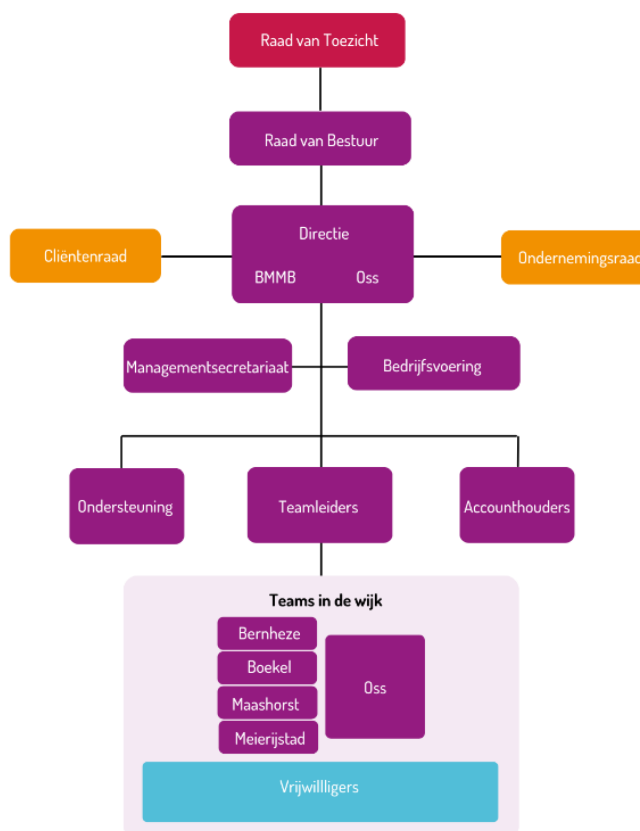 Raad van Toezicht
Raad van Bestuur
Directie
BMMB Oss
Cliëntenraad
Ondernemingsraad
Managementsecretariaat
Bedrijfsvoering
Ondersteuning
Teamleiders
Accounthouders
Teams in de wijk
Bernheze
Boekel
Maashorst
Meierijstad
Oss
Vrijwillligers